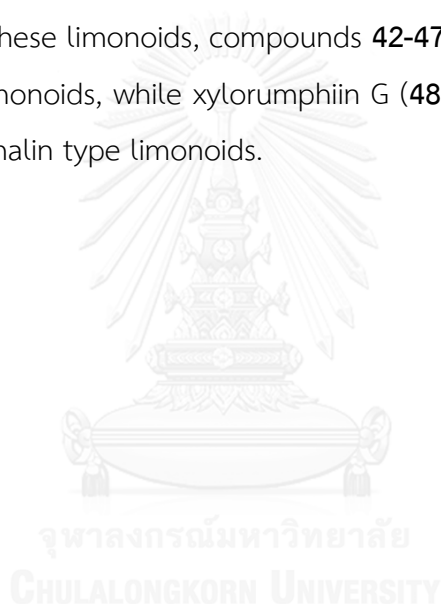 hese limonoids, compounds 42-47
nonoids, while xylorumphiin G (48
nalin type limonoids.
จุฬาลงกรณ์มหาวิทยาลัย
CHULALONGKORN UNIVERSITY